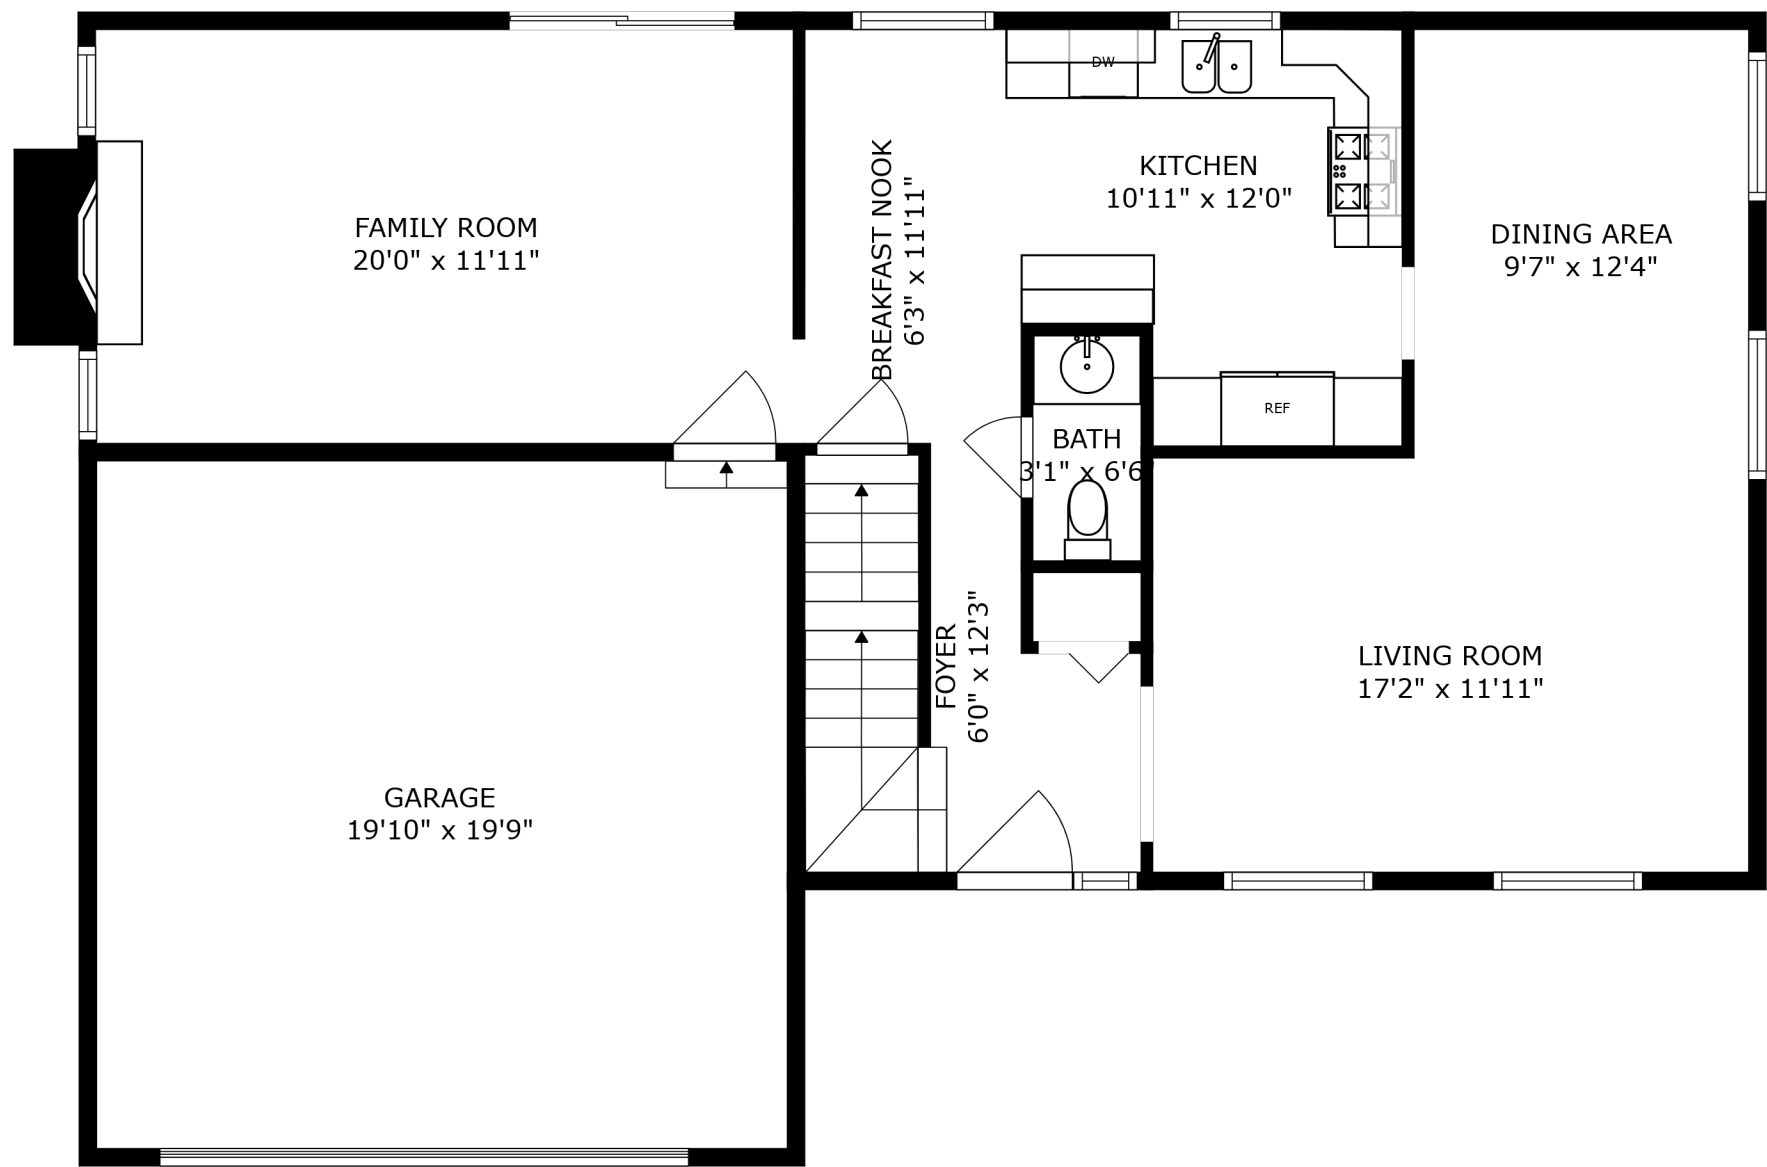 DW
KITCHEN
10'11" x 12'0"
BREAKFAST NOOK
6'3" x 11'11"
FAMILY ROOM
20'0" x 11'11"
DINING AREA
9'7" x 12'4"
REF
BATH
3'1" x 6'6
FOYER
6'0" x 12'3"
LIVING ROOM
17'2" x 11'11"
GARAGE
19'10" x 19'9"